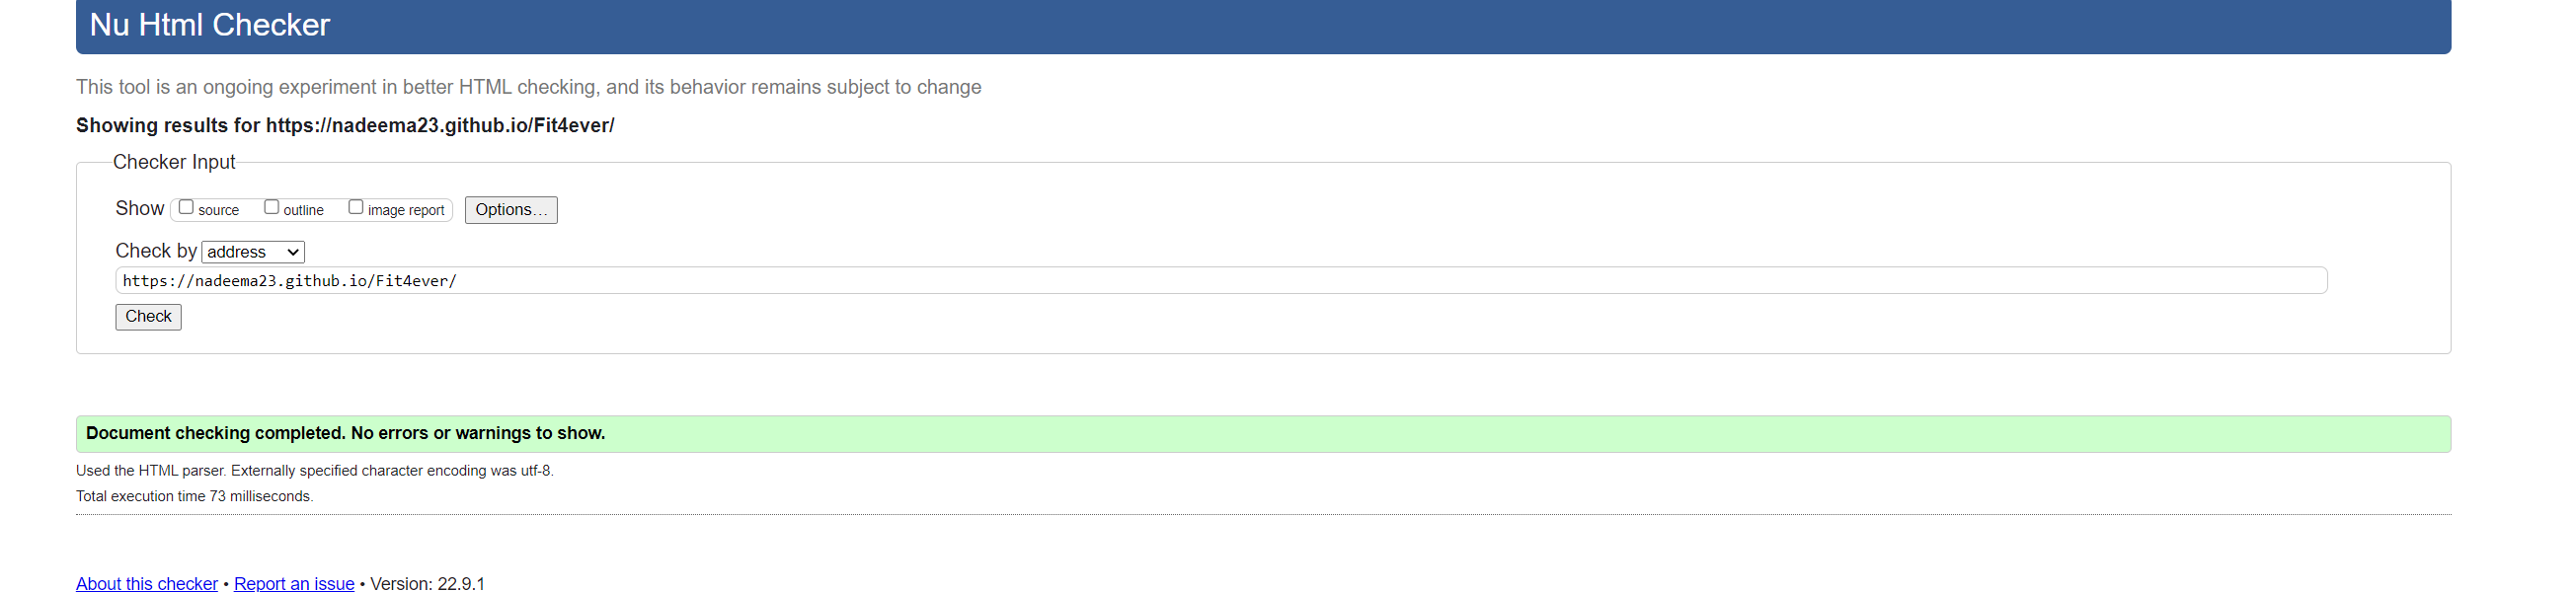 Nu Html Checker
This tool is an ongoing experiment in better HTML checking, and its behavior remains subject to change
Showing results for https://nadeema23.github.io/Fit4ever/
Checker Input
Show source outline image report Options...
Check by address
https://nadeema23.github.io/Fit4ever/
Check
Document checking completed. No errors or warnings to show.
Used the HTML parser. Externally specified character encoding was utf-8.
Total execution time 73 milliseconds.
About this checker • Report an issue • Version: 22.9.1